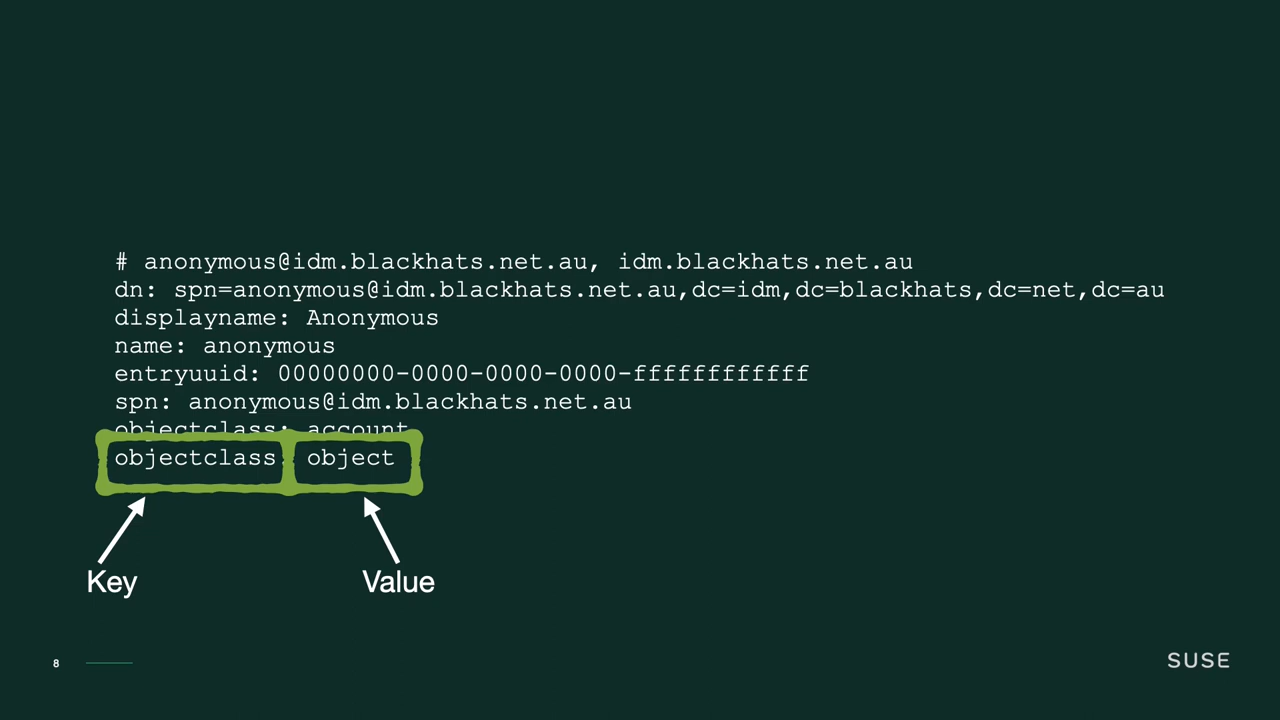 # anonymous@idm.blackhats.net.au, idm.blackhats.net.au
dn: spn=anonymous@idm.blackhats.net.au,dc=idm,dc=blackhats,dc=net,dc=au
displayname: Anonymous
name: anonymous
entryuuid: 00000000-0000-0000-0000-ffffffffffff
spn: anonymous@idm.blackhats.net.au
objectclass: account
objectclass: object
Key
Value
8
SUSE